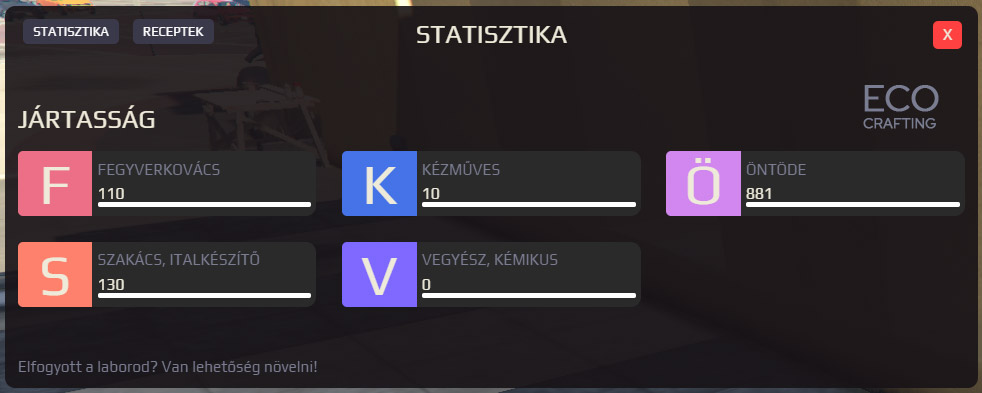 STATISZTIKA
RECEPTEK
STATISZTIKA
X
ECO
CRAFTING
JÁRTASSÁG
F
FEGYVERKOVÁCS
110
K
KÉZMŰVES
10
Ö
ÖNTÖDE
881
S
SZAKÁCS, ITALKÉSZÍTŐ
130
V
VEGYÉSZ, KÉMIKUS
0
Elfogyott a laborod? Van lehetőség növelni!